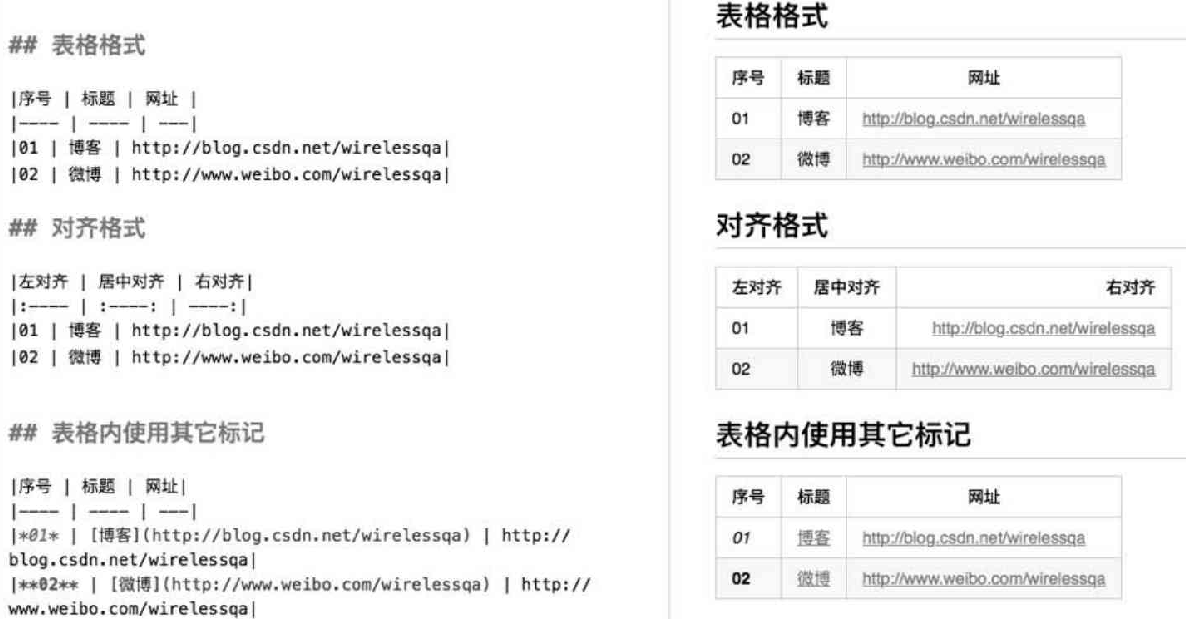 ## 表格格式
|序号 | 标题 | 网址 |
|---- | ---- | ---|
|01 | 博客 | http://blog.csdn.net/wirelessqa|
|02 | 微博 | http://www.weibo.com/wirelessqa|
## 对齐格式
|左对齐 | 居中对齐 | 右对齐|
|:---- | :----: | ----:|
|01 | 博客 | http://blog.csdn.net/wirelessqa|
|02 | 微博 | http://www.weibo.com/wirelessqa|
## 表格内使用其它标记
|序号 | 标题 | 网址|
|---- | ---- | ---|
|*01* | [博客](http://blog.csdn.net/wirelessqa) | http://
blog.csdn.net/wirelessqa|
|**02** | [微博](http://www.weibo.com/wirelessqa) | http://
www.weibo.com/wirelessqa|
表格格式
序号 标题 网址
01 博客 http://blog.csdn.net/wirelessqa
02 微博 http://www.weibo.com/wirelessqa
对齐格式
左对齐 居中对齐 右对齐
01 博客 http://blog.csdn.net/wirelessqa
02 微博 http://www.weibo.com/wirelessqa
表格内使用其它标记
序号 标题 网址
01 博客 http://blog.csdn.net/wirelessqa
02 微博 http://www.weibo.com/wirelessqa